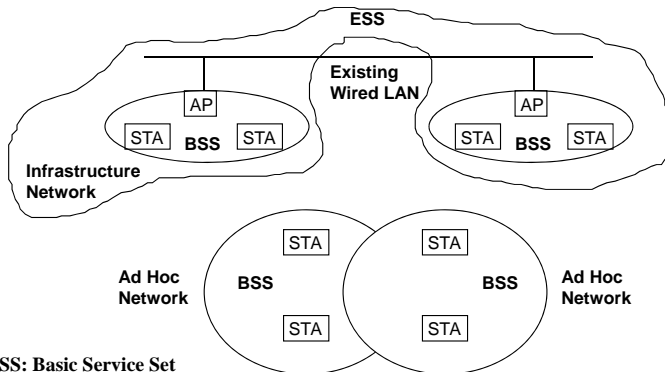 ESS
Existing
Wired LAN
AP
AP
STA
STA
BSS
STA
STA
BSS
Infrastructure
Network
STA
STA
Ad Hoc
Network
BSS
BSS
Ad Hoc
Network
STA
STA
SS: Basic Service Set